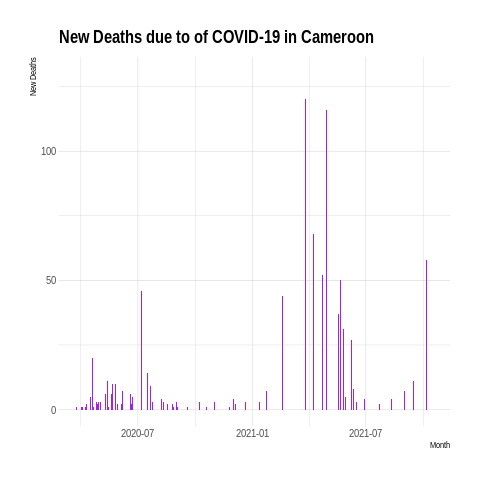 New Deaths due to of COVID-19 in Cameroon
New Deaths
100
50
0
2020-07
2021-01
2021-07
Month